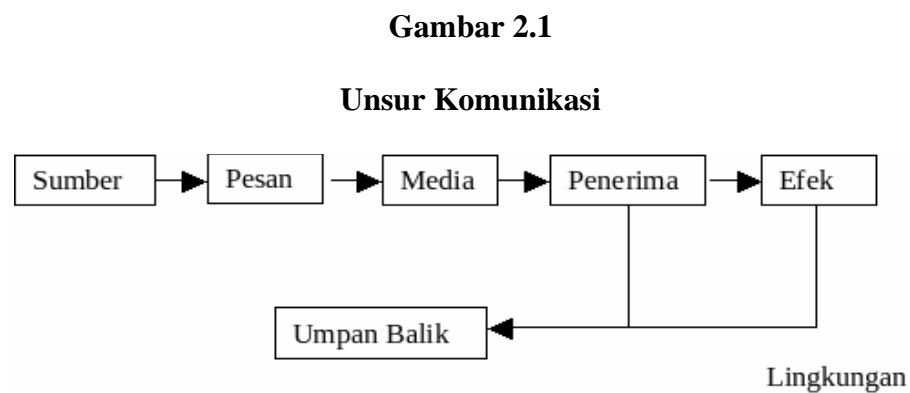 Gambar 2.1
Unsur Komunikasi
Sumber Pesan Media Penerima Efek
Umpan Balik
Lingkungan